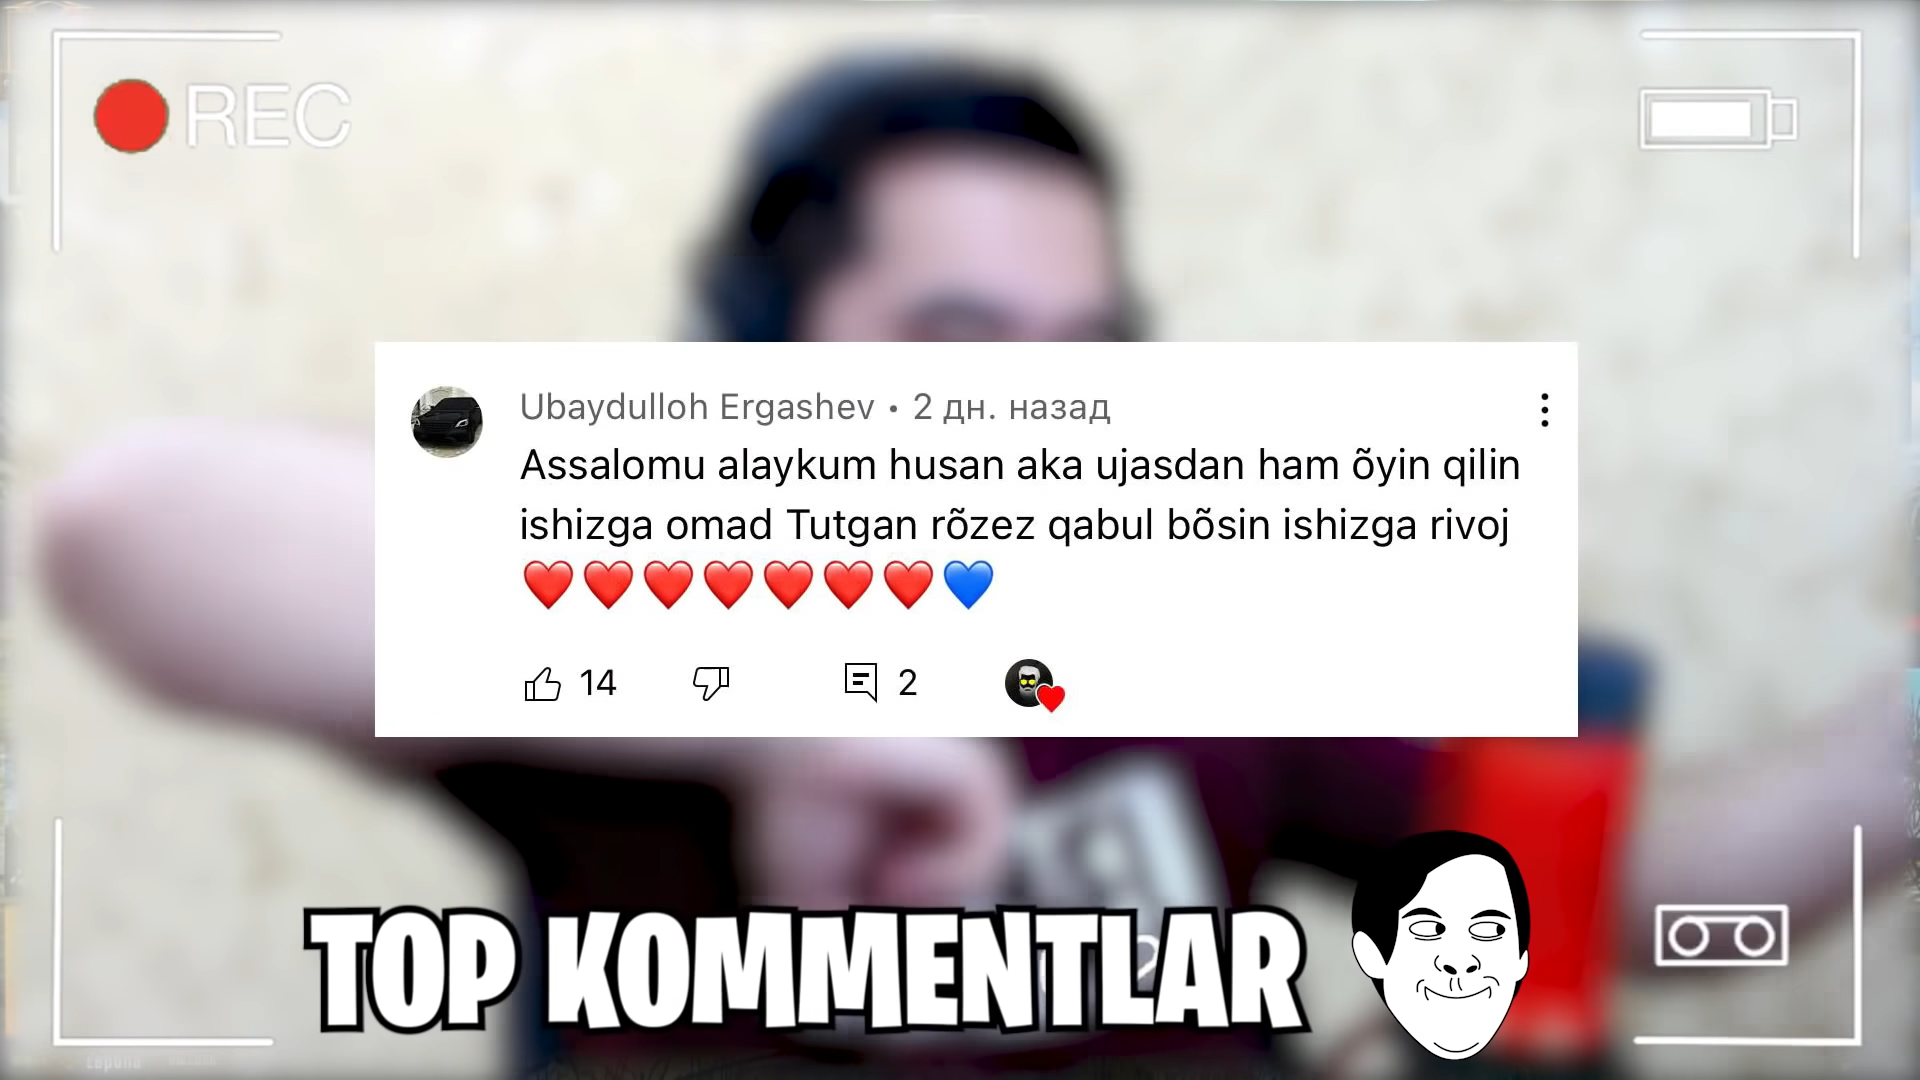 REC
Ubaydulloh Ergashev • 2 дн. назад
Assalomu alaykum husan aka ujasdan ham õyin qilin
ishizga omad Tutgan rõzez qabul bõsin ishizga rivoj
❤️❤️❤️❤️❤️❤️❤️💙
14 2
TOP KOMMENTLAR